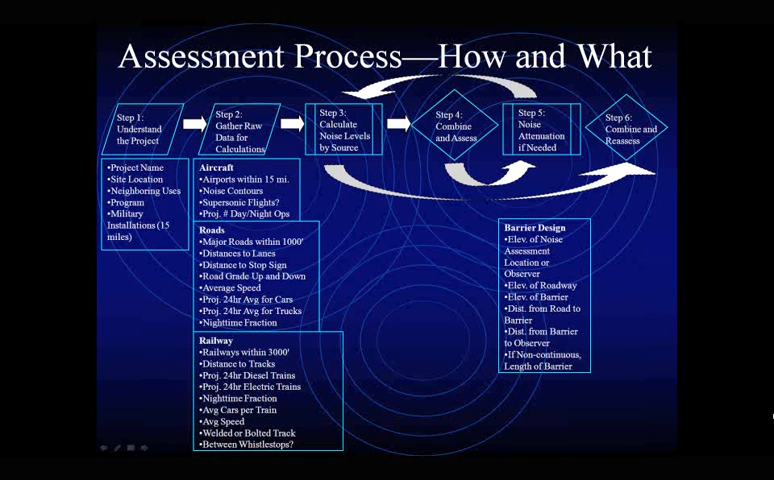 Assessment Process—How and What
Step 1:
Understand
the Project
Step 2:
Gather Raw
Data for
Calculations
Step 3:
Calculate
Noise Levels
by Source
Step 4:
Combine
and Assess
Step 5:
Noise
Attenuation
if Needed
Step 6:
Combine and
Reassess
•Project Name
•Site Location
•Neighboring Uses
•Program
•Military
Installations (15
miles)
Aircraft
•Airports within 15 mi.
•Noise Contours
•Supersonic Flights?
•Proj. # Day/Night Ops
Roads
•Major Roads within 1000'
•Distances to Lanes
•Distance to Stop Sign
•Road Grade Up and Down
•Average Speed
•Proj. 24hr Avg for Cars
•Proj. 24hr Avg for Trucks
•Nighttime Fraction
Railway
•Railways within 3000'
•Distance to Tracks
•Proj. 24hr Diesel Trains
•Proj. 24hr Electric Trains
•Nighttime Fraction
•Avg Cars per Train
•Avg Speed
•Welded or Bolted Track
•Between Whistlestops?
Barrier Design
•Elev. of Noise
Assessment
Location or
Observer
•Elev. of Roadway
•Elev. of Barrier
•Dist. from Road to
Barrier
•Dist. from Barrier
to Observer
•If Non-continuous,
Length of Barrier